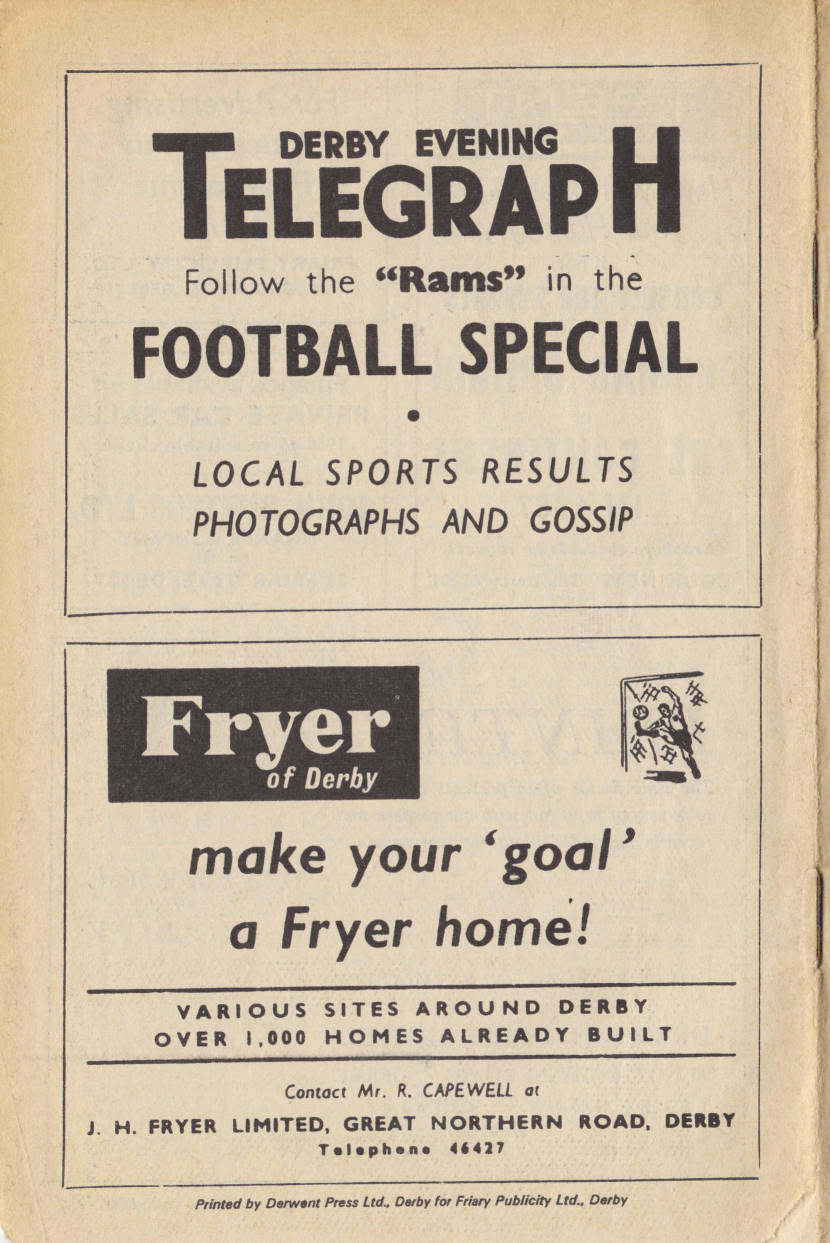 DERBY EVENING
TELEGRAPH
Follow the “Rams” in the
FOOTBALL SPECIAL
•
LOCAL SPORTS RESULTS
PHOTOGRAPHS AND GOSSIP
Fryer
of Derby
make your ‘goal’
a Fryer home!
VARIOUS SITES AROUND DERBY
OVER 1,000 HOMES ALREADY BUILT
Contact Mr. R. CAPEWELL at
J. H. FRYER LIMITED, GREAT NORTHERN ROAD, DERBY
Telephone 46427
Printed by Derwent Press Ltd., Derby for Friary Publicity Ltd., Derby